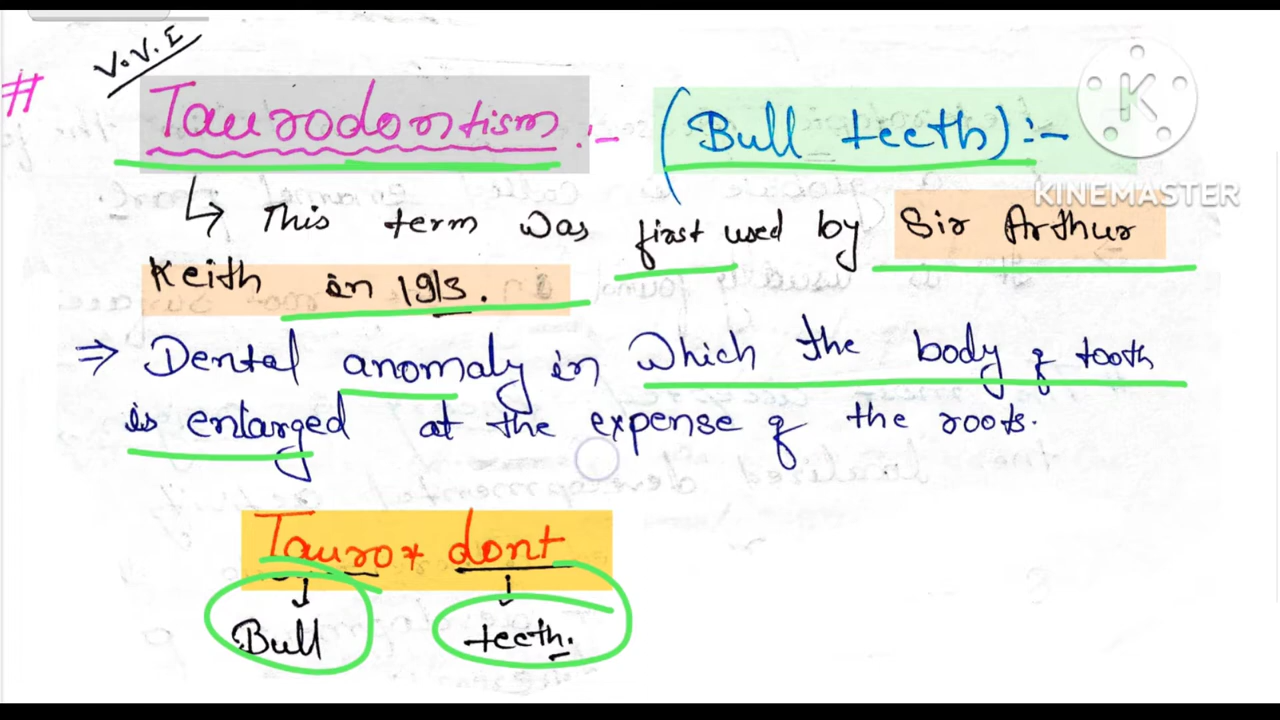 V.V.I
# Taurodontism :- (Bull teeth) :-
KINEMASTER
↳ This term was first used by Sir Arthur
Keith in 1913.
⇒ Dental anomaly in which the body of tooth
is enlarged at the expense of the roots.
Tauro + dont
↓ ↓
Bull teeth.